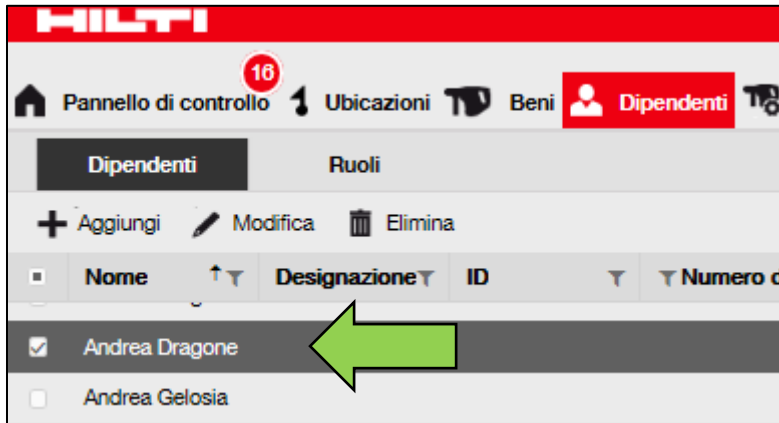 HILTI
16
Pannello di controllo Ubicazioni Beni Dipendenti
Dipendenti Ruoli
Aggiungi Modifica Elimina
Nome Designazione ID Numero
Andrea Dragone
Andrea Gelosia